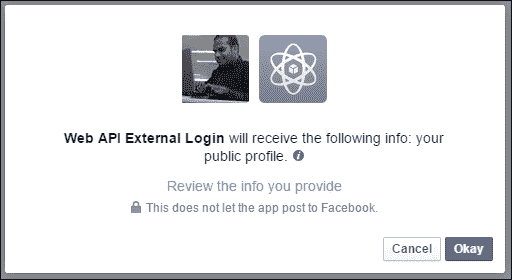 Web API External Login will receive the following info: your
public profile.
Review the info you provide
This does not let the app post to Facebook.
Cancel Okay